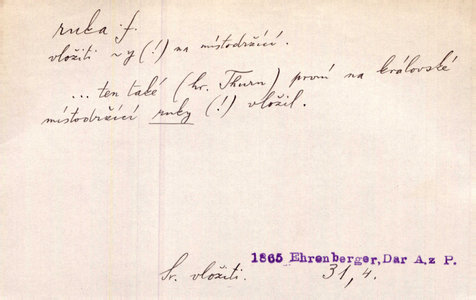 ruka f.
vložiti ~y (!) na místodržící.
... ten také (hr. Thurn) první na královské
místodržící ruky (!) vložil.
1865 Ehrenberger, Dar A. z P.
Sr. vložiti. 31, 4.